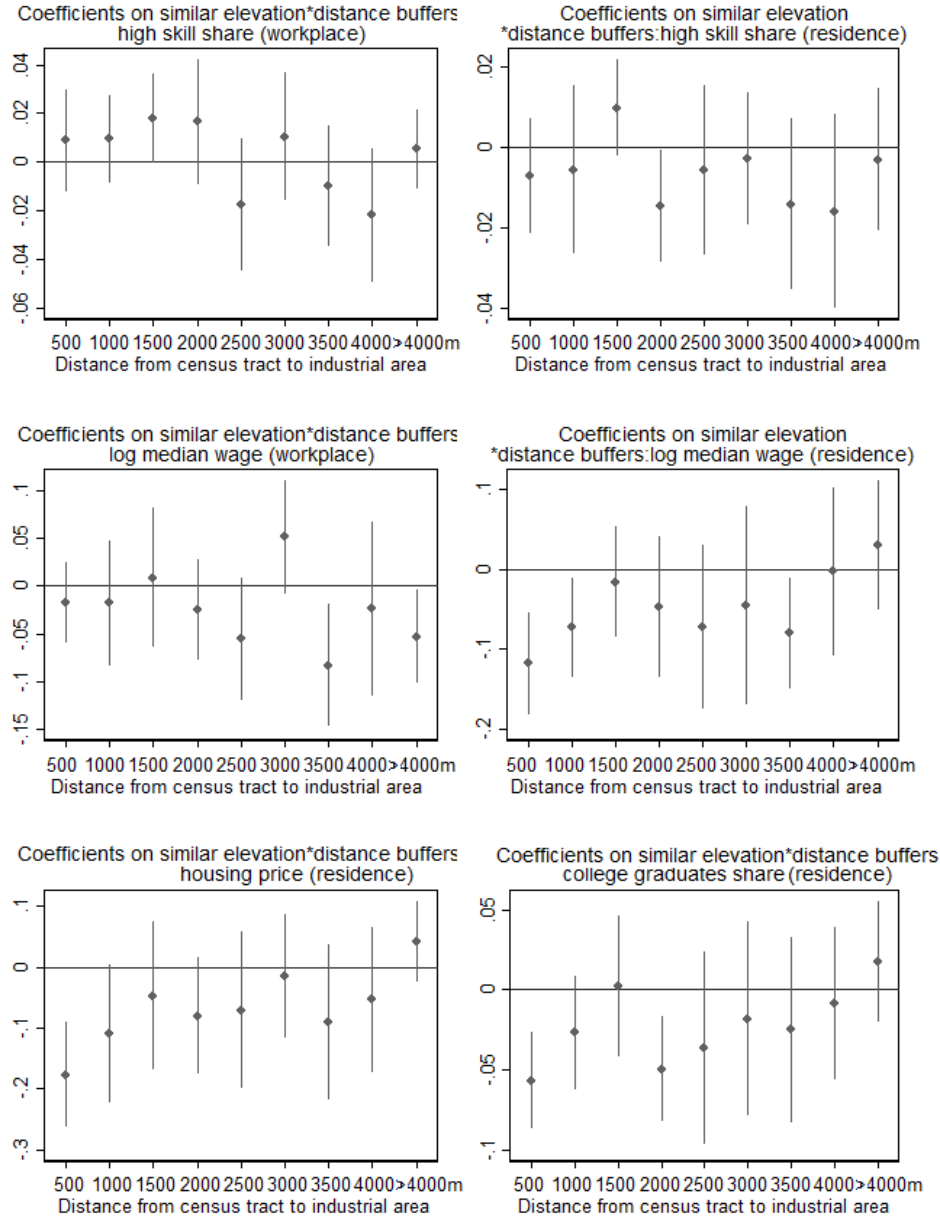 Coefficients on similar elevation*distance buffers
high skill share (workplace)
.04
.02
0
-.02
-.04
-.06
500 1000 1500 2000 2500 3000 3500 4000 >4000m
Distance from census tract to industrial area
Coefficients on similar elevation
*distance buffers:high skill share (residence)
.02
0
-.02
-.04
500 1000 1500 2000 2500 3000 3500 4000 >4000m
Distance from census tract to industrial area
Coefficients on similar elevation*distance buffers
log median wage (workplace)
.1
.05
0
-.05
-.1
-.15
500 1000 1500 2000 2500 3000 3500 4000 >4000m
Distance from census tract to industrial area
Coefficients on similar elevation
*distance buffers:log median wage (residence)
.1
0
-.1
-.2
500 1000 1500 2000 2500 3000 3500 4000 >4000m
Distance from census tract to industrial area
Coefficients on similar elevation*distance buffers
housing price (residence)
.1
0
-.1
-.2
-.3
500 1000 1500 2000 2500 3000 3500 4000 >4000m
Distance from census tract to industrial area
Coefficients on similar elevation*distance buffers
college graduates share (residence)
.05
0
-.05
-.1
500 1000 1500 2000 2500 3000 3500 4000 >4000m
Distance from census tract to industrial area